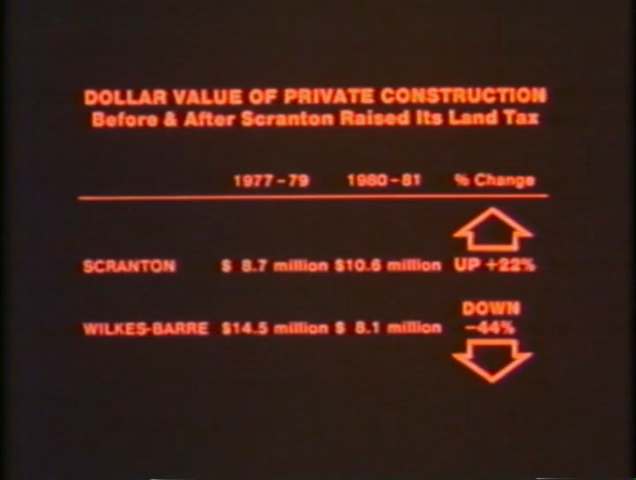 DOLLAR VALUE OF PRIVATE CONSTRUCTION
Before & After Scranton Raised Its Land Tax
1977-79 1980-81 % Change
SCRANTON $ 8.7 million $10.6 million UP +22%
DOWN
WILKES-BARRE $14.5 million $ 8.1 million -44%